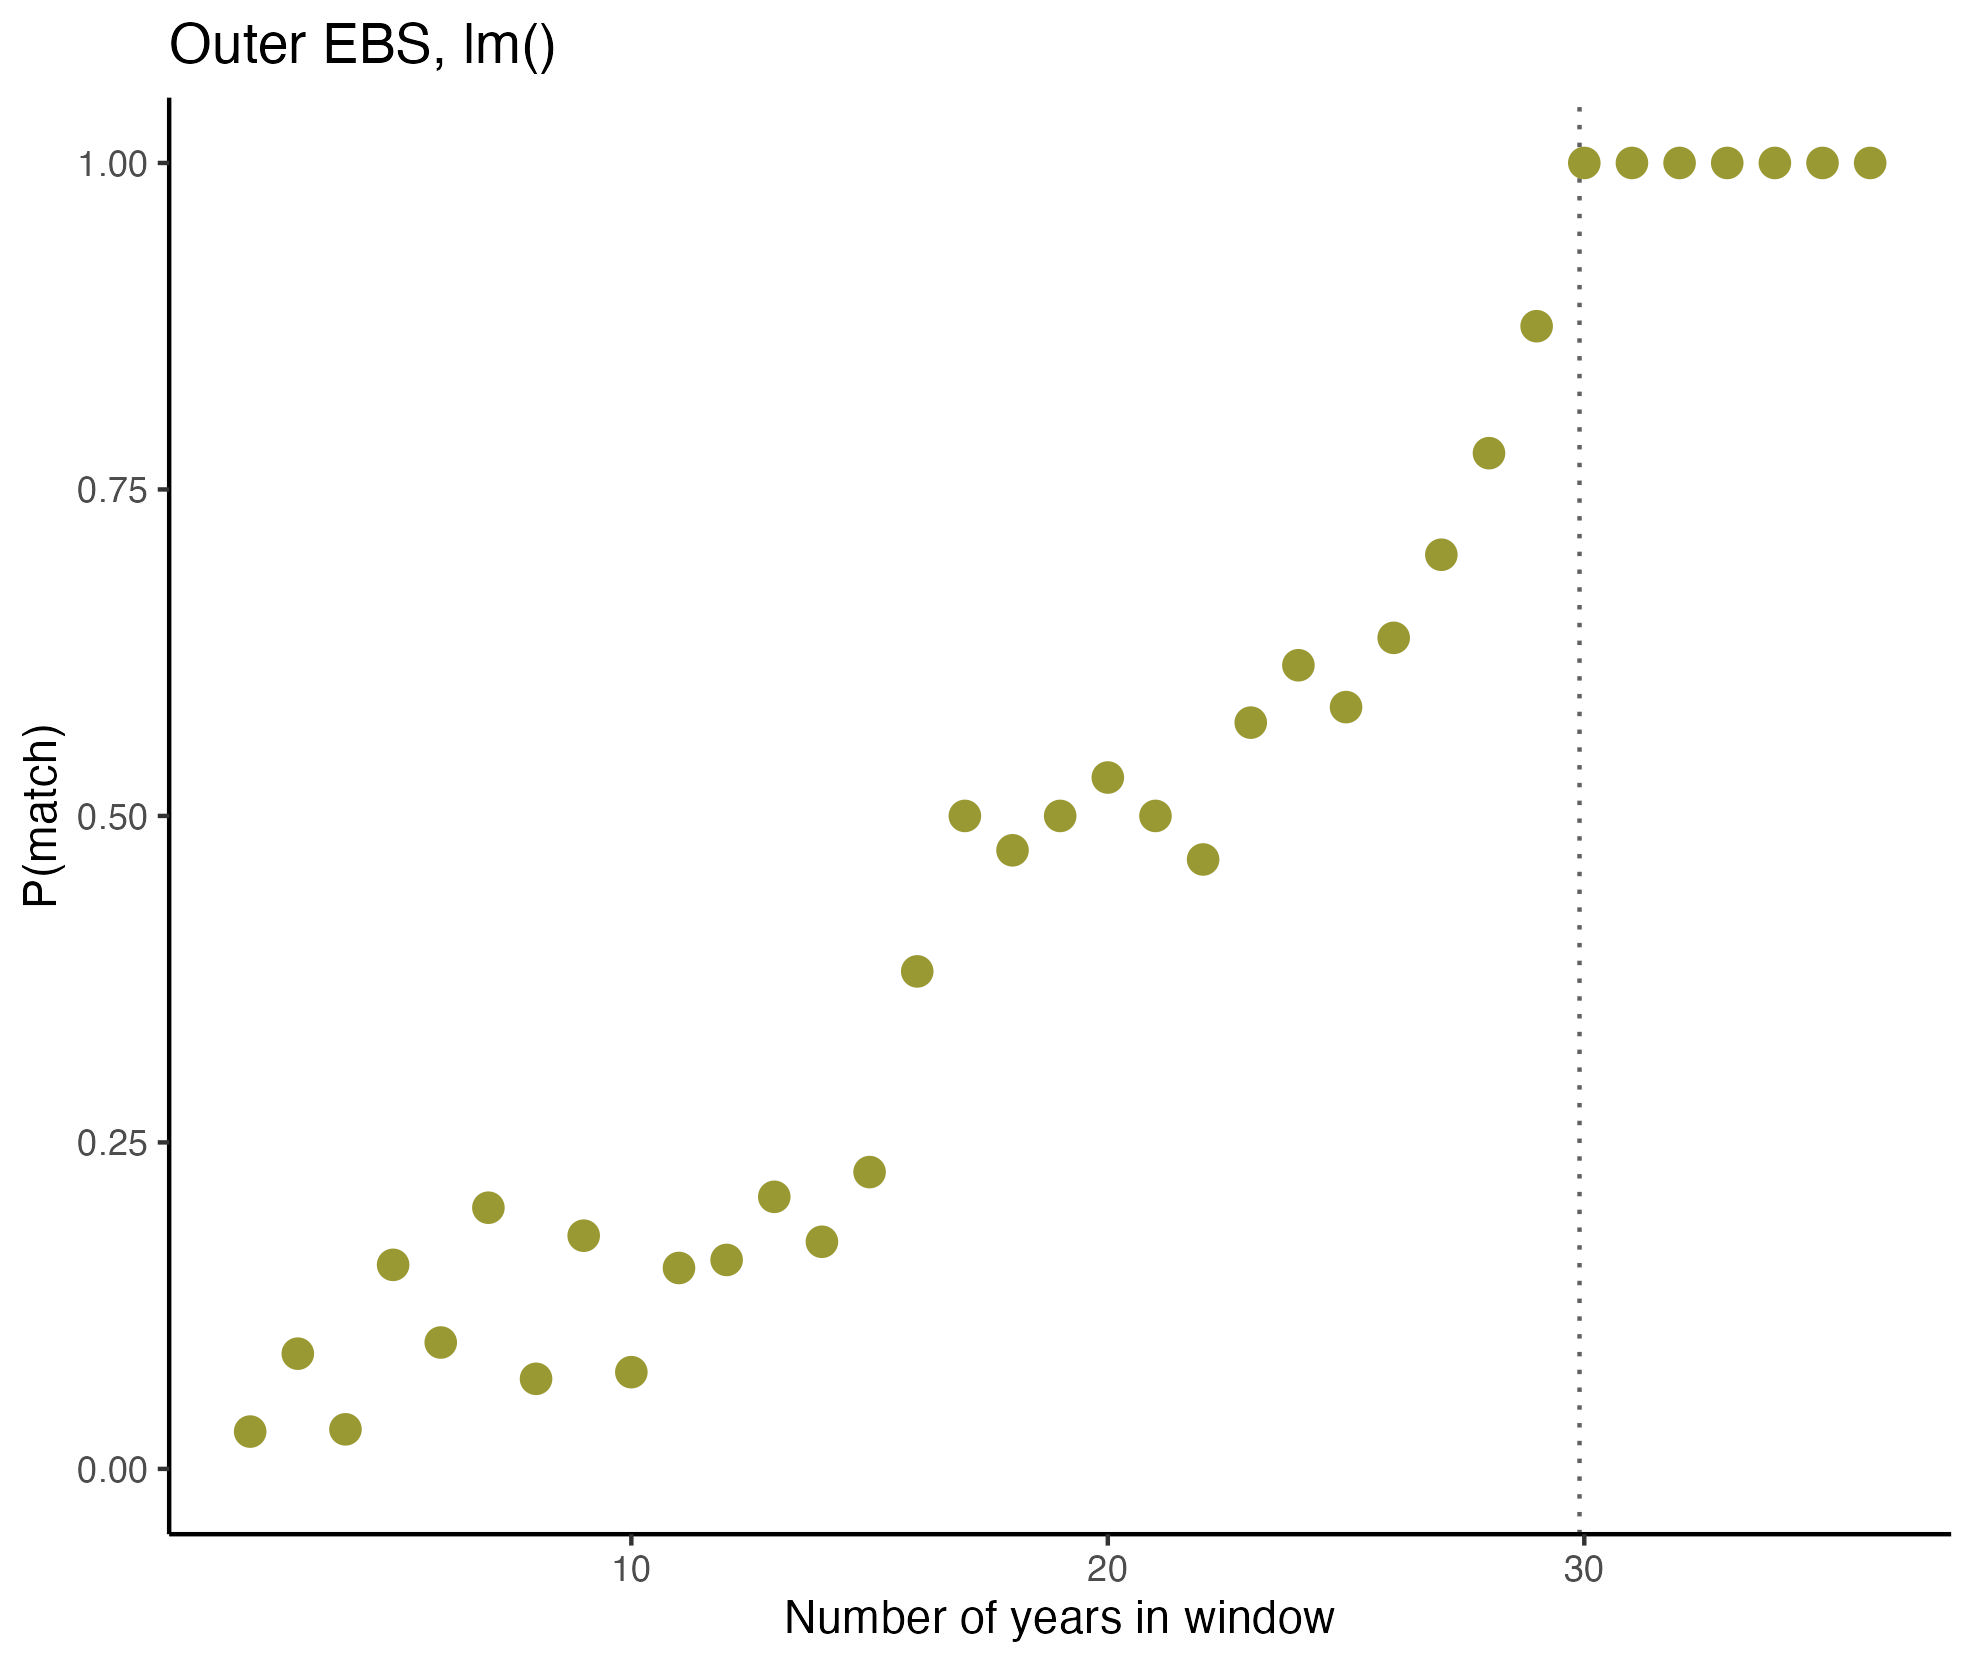 Outer EBS, lm()
1.00
0.75
0.50
0.25
0.00
P(match)
10 20 30
Number of years in window